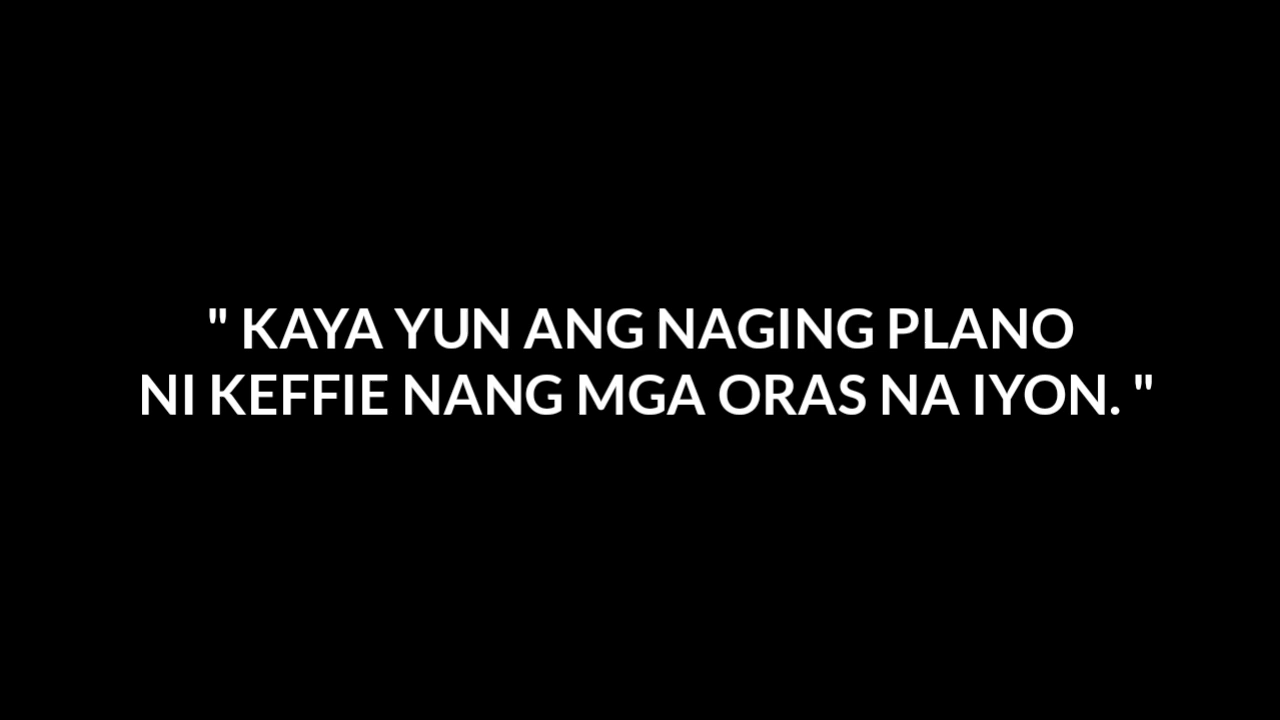 " KAYA YUN ANG NAGING PLANO
NI KEFFIE NANG MGA ORAS NA IYON. "